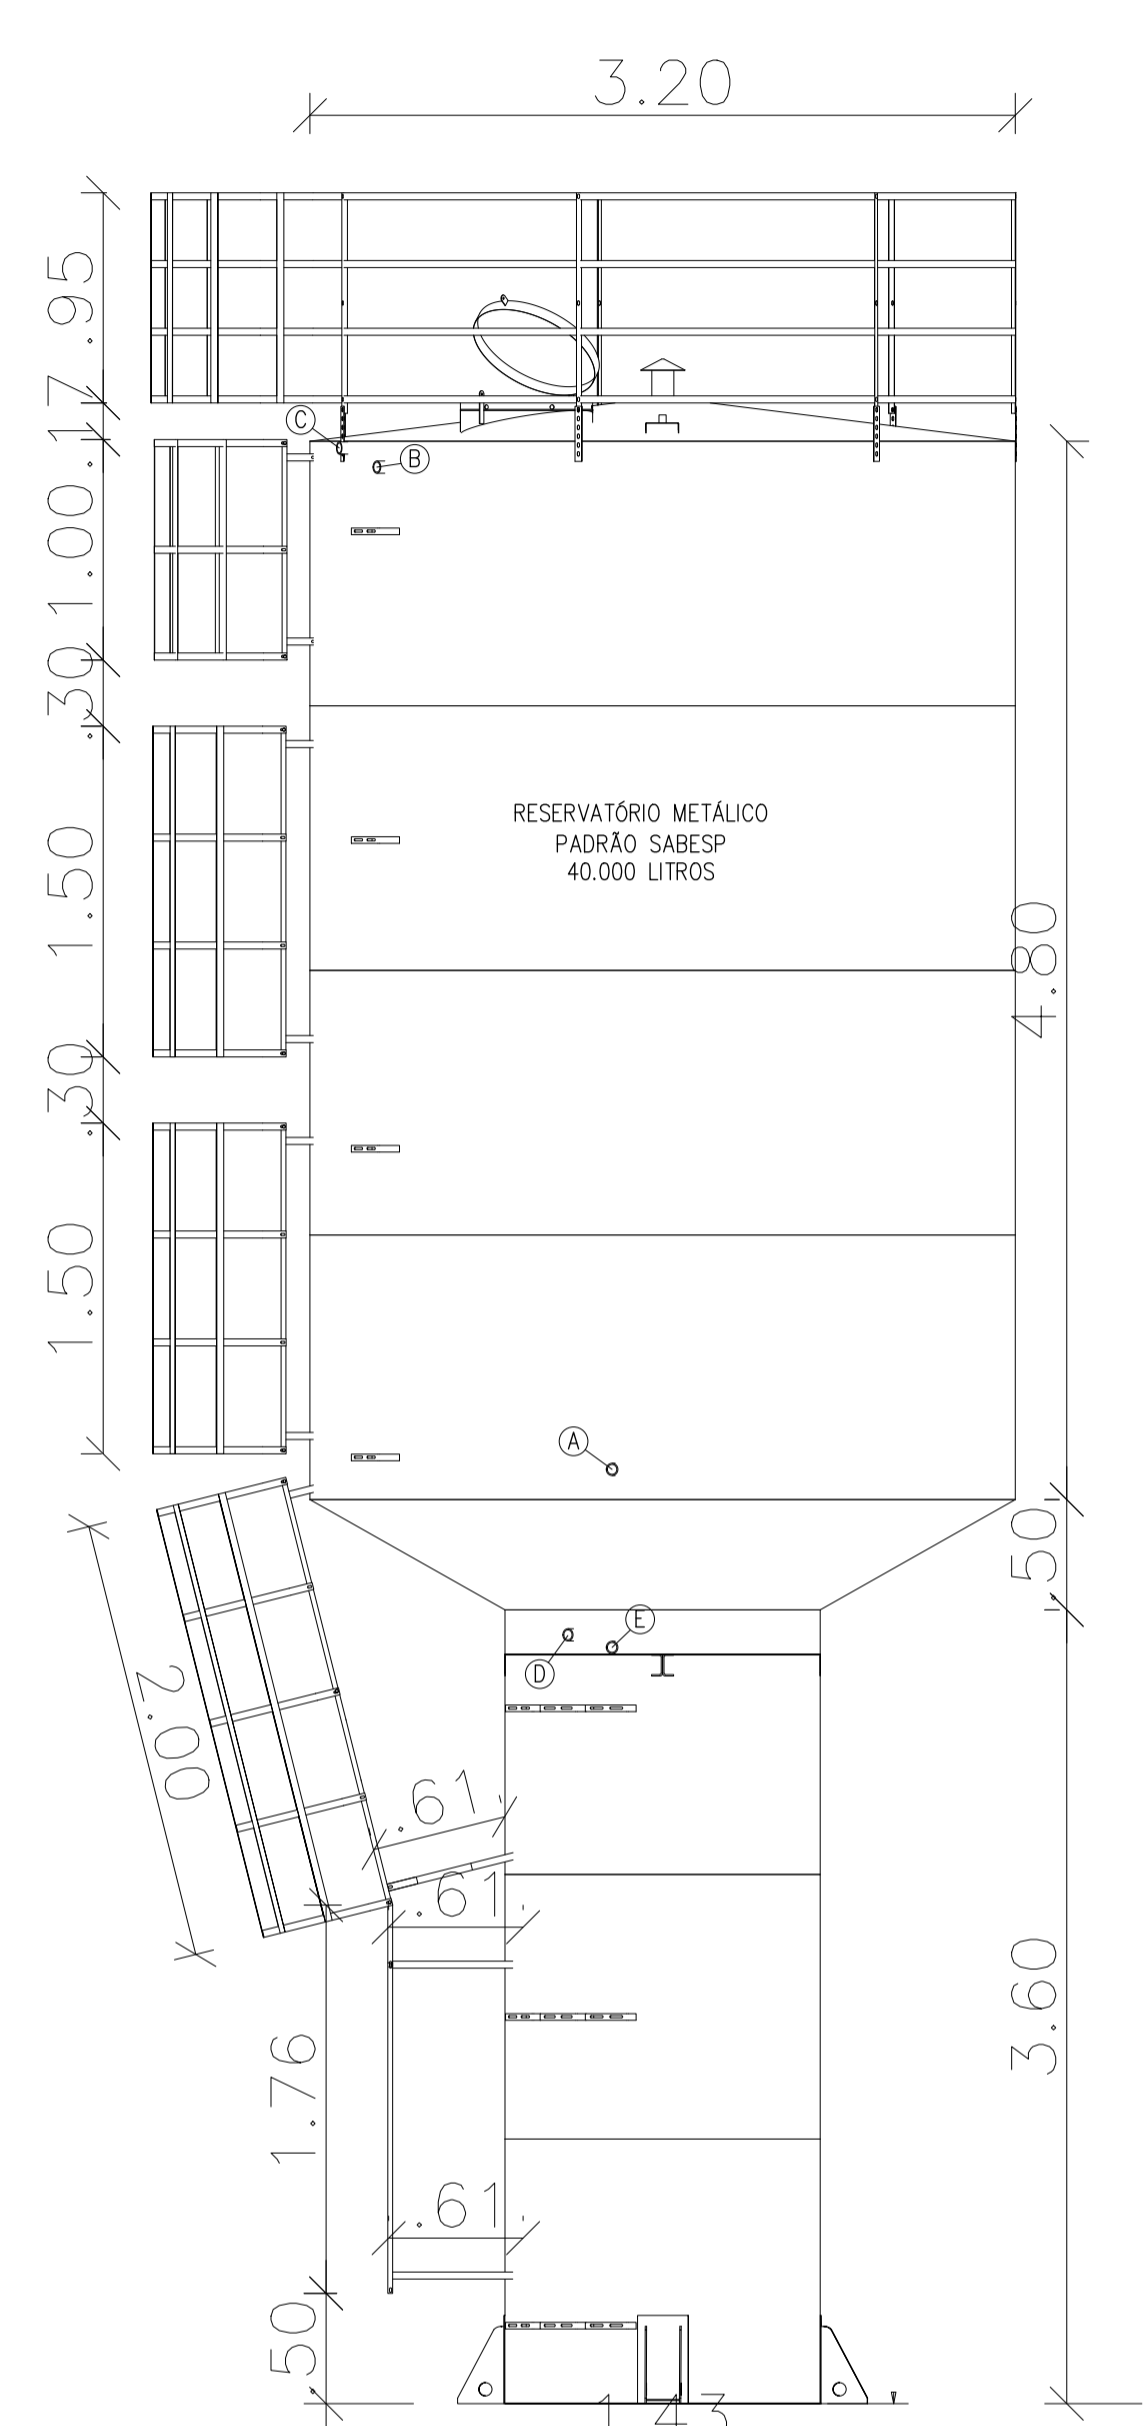 3.20
.95
.17
C
B
1.00
.30
RESERVATÓRIO METÁLICO
PADRÃO SABESP
40.000 LITROS
1.50
4.80
.30
1.50
A
.50
E
D
2.00
.61
.61
3.60
1.76
.61
.50
1.43